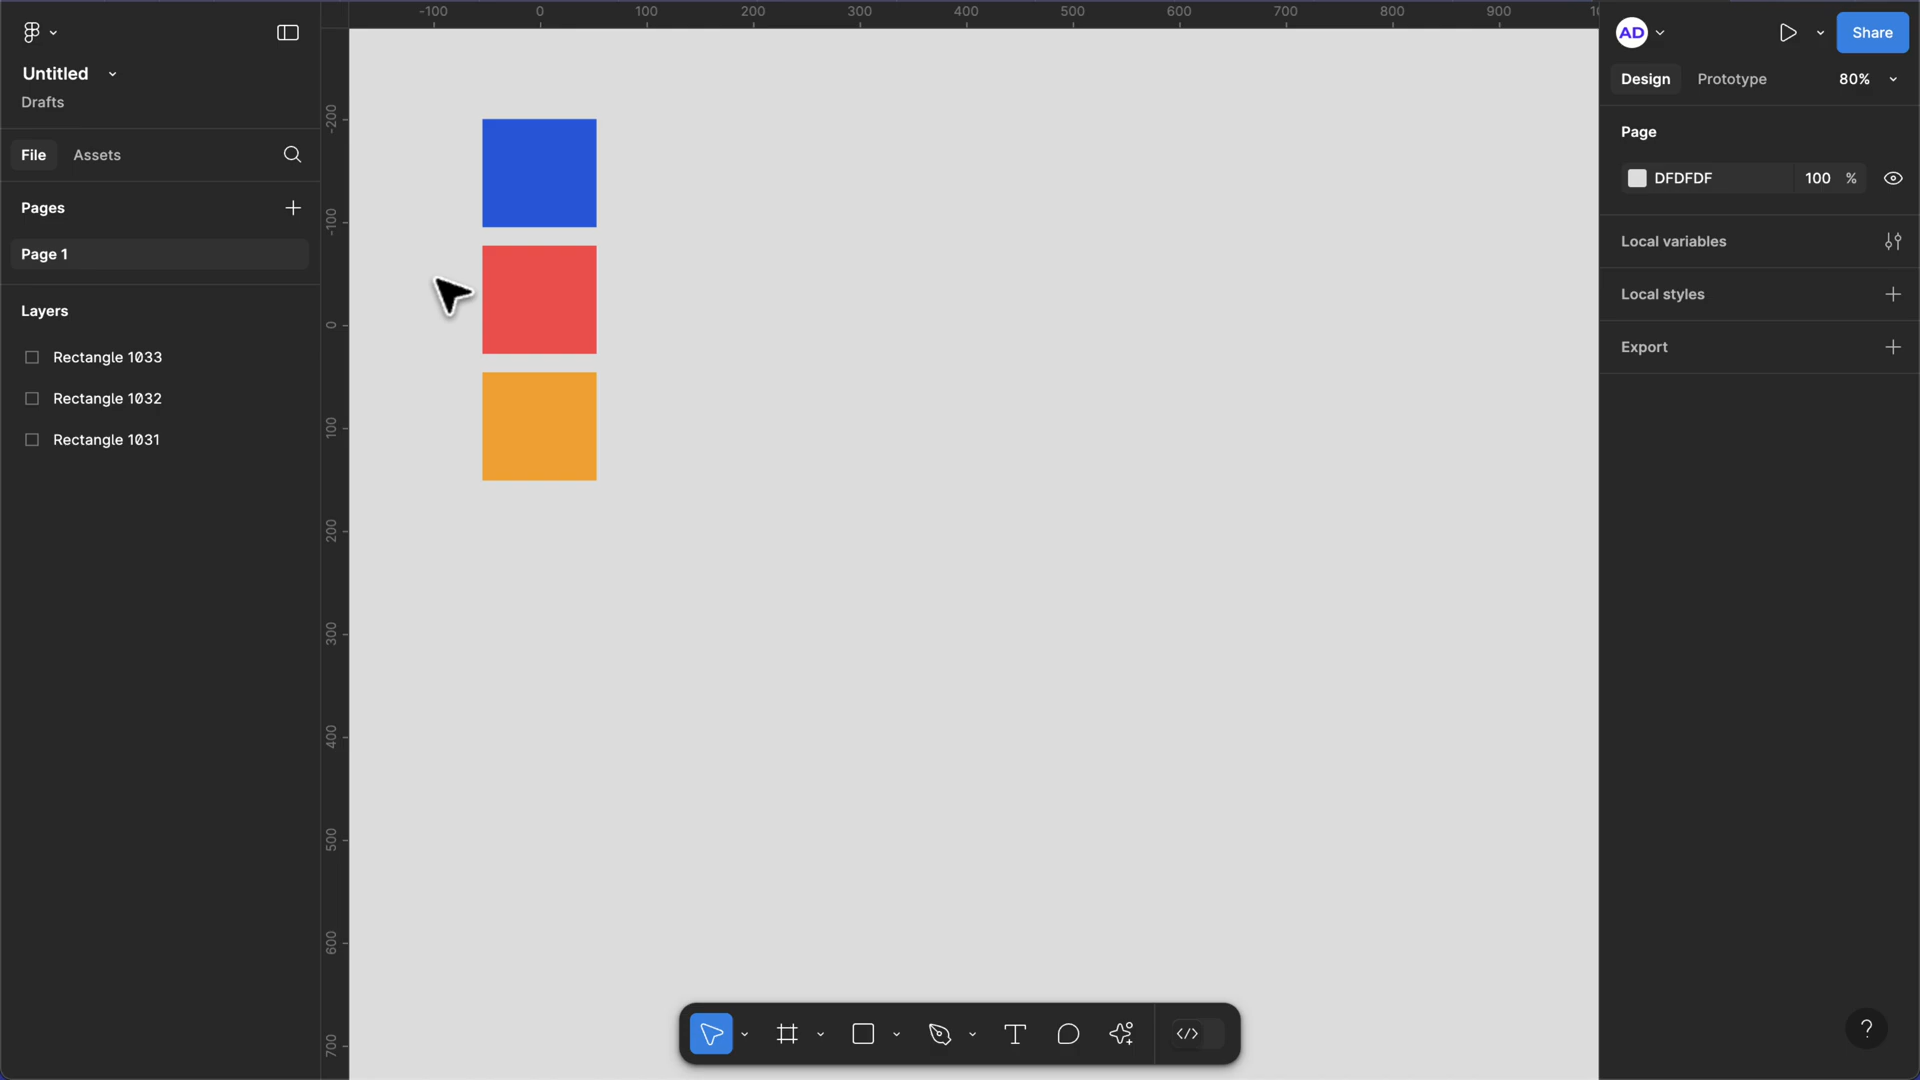 -100 0 100 200 300 400 500 600 700 800 900
AD
Share
Untitled
Drafts
Design Prototype 80%
Page
File Assets
DFDFDF 100 %
Pages
Page 1
Local variables
Local styles
Layers
Export
Rectangle 1033
Rectangle 1032
Rectangle 1031
-200
-100
0
100
200
300
400
500
600
700
T
</>
?